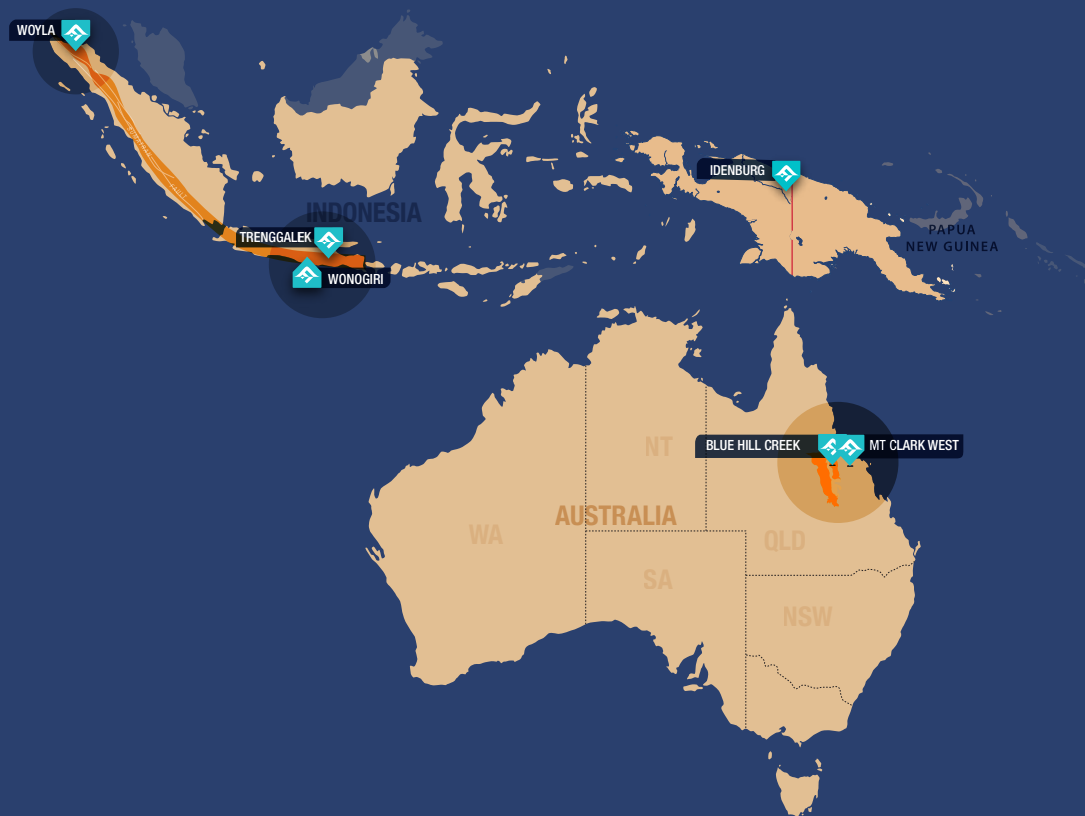 WOYLA
IDENBURG
INDONESIA
PAPUA
NEW GUINEA
TRENGGALEK
WONOGIRI
BLUE HILL CREEK
MT CLARK WEST
NT
AUSTRALIA
WA
QLD
SA
NSW